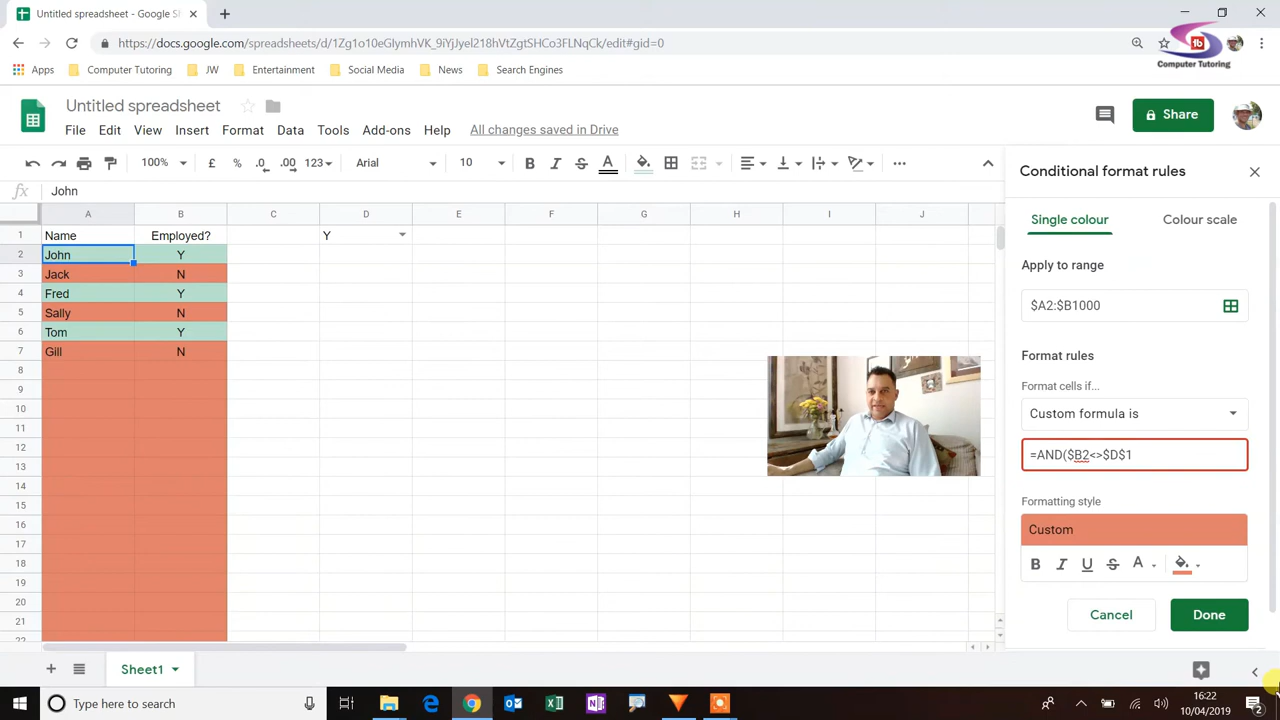 Untitled spreadsheet - Google Sh
https://docs.google.com/spreadsheets/d/
/edit#gid=0
Computer Tutoring
Apps Computer Tutoring JW Entertainment Social Media News Search Engines
Untitled spreadsheet
File Edit View Insert Format Data Tools Add-ons Help All changes saved in Drive
Share
100% £ % .0 .00 123 Arial 10 B I S A
fx John
A B C D E F G H I J
1 Name Employed? Y
2 John Y
3 Jack N
4 Fred Y
5 Sally N
6 Tom Y
7 Gill N
8
9
10
11
12
13
14
15
16
17
18
19
20
21
22
Conditional format rules
Single colour Colour scale
Apply to range
$A2:$B1000
Format rules
Format cells if...
Custom formula is
=AND($B2<>$D$1
Formatting style
Custom
B I U S A
Cancel Done
Sheet1
Type here to search
16:22
10/04/2019
2